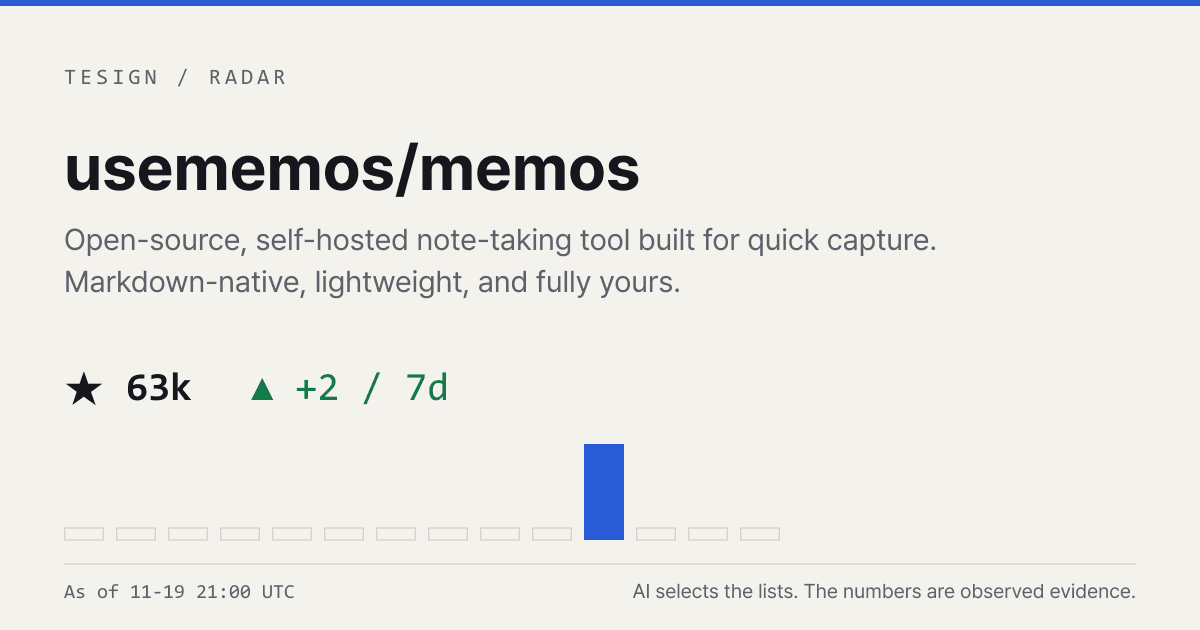 TESIGN / RADAR
usememos/memos
Open-source, self-hosted note-taking tool built for quick capture.
Markdown-native, lightweight, and fully yours.
★ 63k ▲ +2 / 7d
As of 11-19 21:00 UTC
AI selects the lists. The numbers are observed evidence.